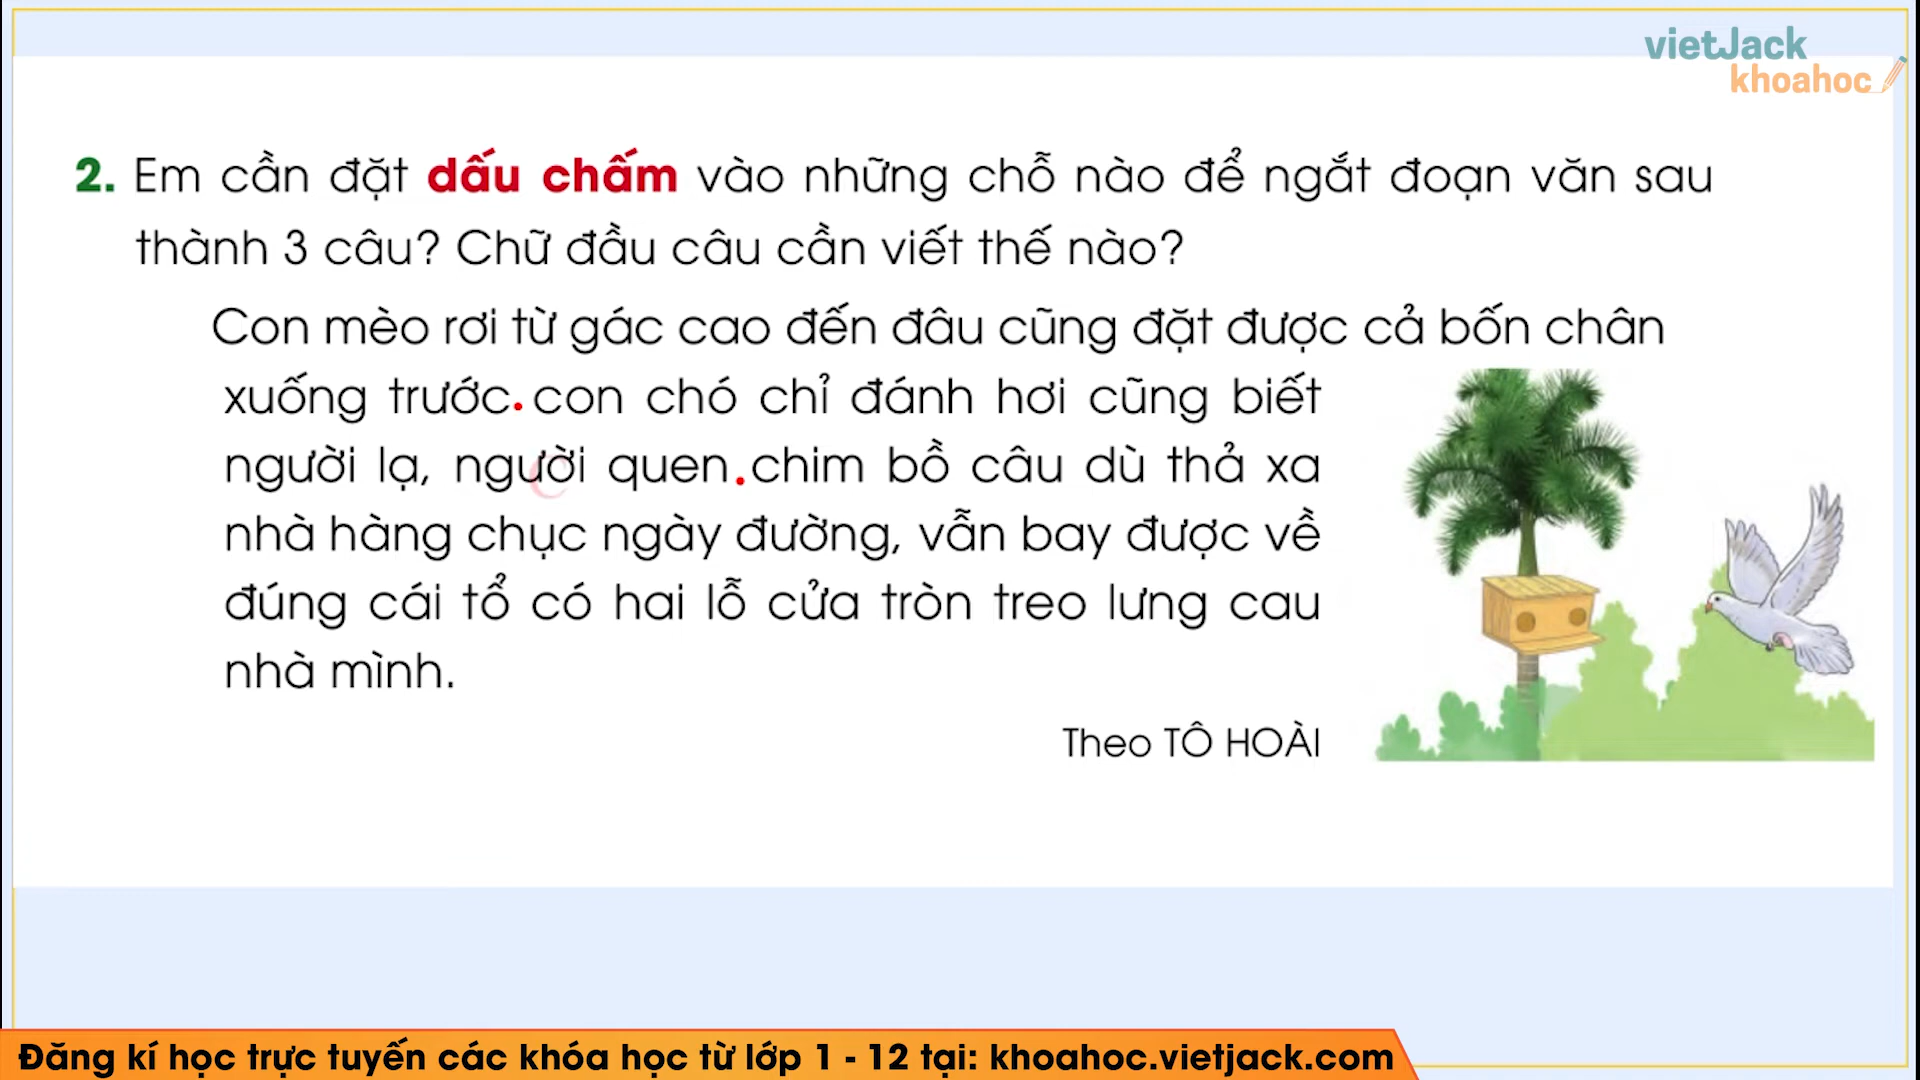 vietJack
khoahoc
2. Em cần đặt dấu chấm vào những chỗ nào để ngắt đoạn văn sau
thành 3 câu? Chữ đầu câu cần viết thế nào?
Con mèo rơi từ gác cao đến đâu cũng đặt được cả bốn chân
xuống trước. con chó chỉ đánh hơi cũng biết
người lạ, người quen. chim bồ câu dù thả xa
nhà hàng chục ngày đường, vẫn bay được về
đúng cái tổ có hai lỗ cửa tròn treo lưng cau
nhà mình.
Theo TÔ HOÀI
Đăng kí học trực tuyến các khóa học từ lớp 1 - 12 tại: khoahoc.vietjack.com